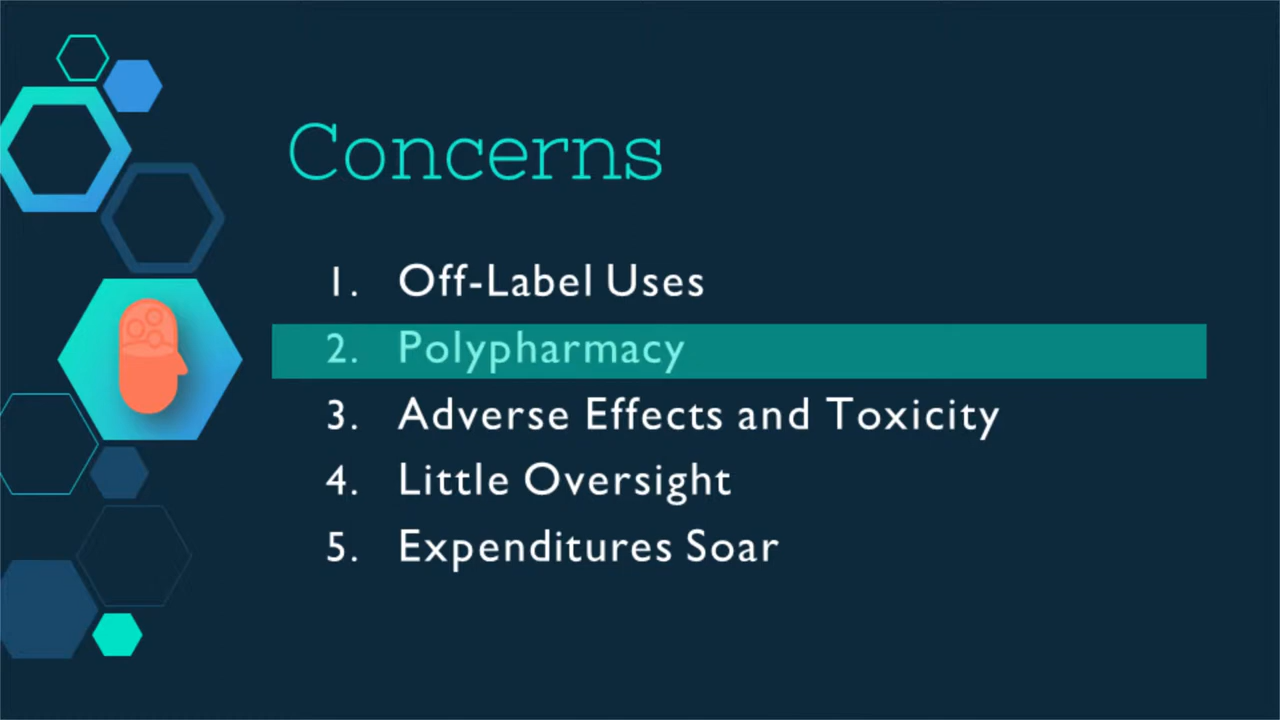 Concerns
1. Off-Label Uses
2. Polypharmacy
3. Adverse Effects and Toxicity
4. Little Oversight
5. Expenditures Soar